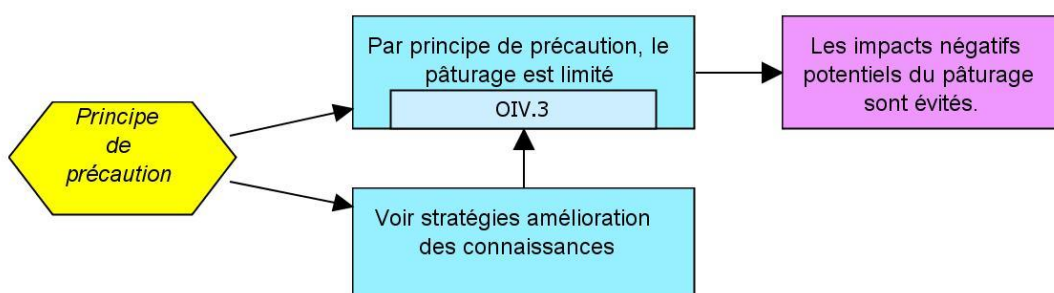 Principe
de
précaution
Par principe de précaution, le
pâturage est limité
OIV.3
Voir stratégies amélioration
des connaissances
Les impacts négatifs
potentiels du pâturage
sont évités.